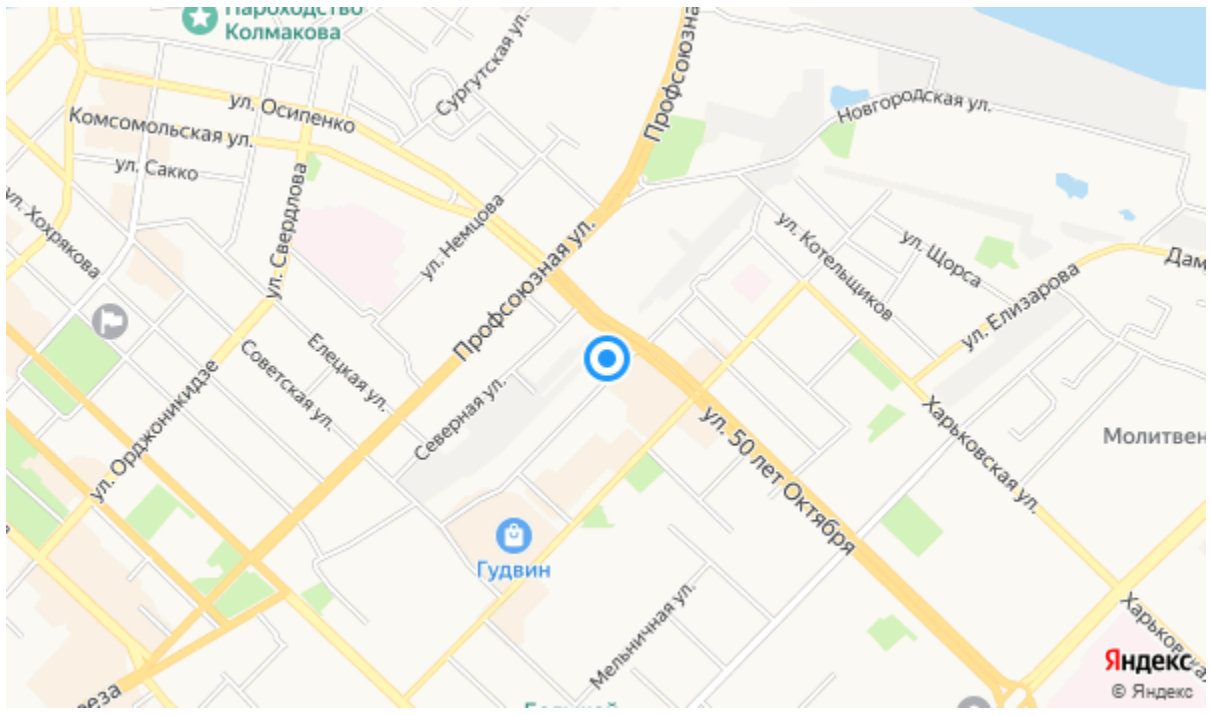 Пароходство
Колмакова
Сургутская ул.
Профсоюзна
ул. Осипенко
Новгородская ул.
Комсомольская ул.
ул. Сакко
ул. Хохрякова
ул. Свердлова
ул. Немцова
ул. Котельщиков
ул. Щорса
Дам
ул. Елизарова
Профсоюзная ул.
Елецкая ул.
Советская ул.
Северная ул.
ул. Орджоникидзе
ул. 50 лет Октября
Харьковская ул.
Молитвен
Гудвин
Мельничная ул.
Харьковская
Яндекс
© Яндекс